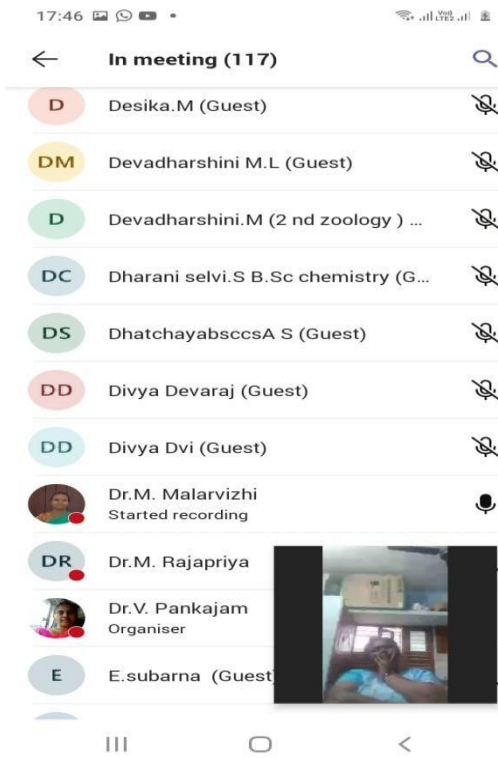 17:46
In meeting (117)
D
Desika.M (Guest)
DM
Devadharshini M.L (Guest)
D
Devadharshini.M (2 nd zoology ) ...
DC
Dharani selvi.S B.Sc chemistry (G...
DS
DhatchayabsccsA S (Guest)
DD
Divya Devaraj (Guest)
DD
Divya Dvi (Guest)
Dr.M. Malarvizhi
Started recording
DR
Dr.M. Rajapriya
Dr.V. Pankajam
Organiser
E
E.subarna (Guest